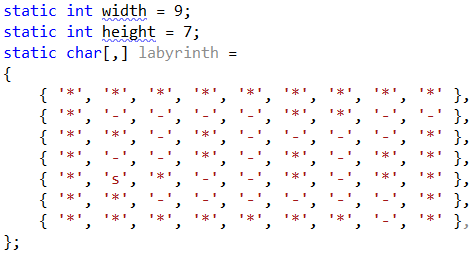 static int width = 9;
static int height = 7;
static char[,] labyrinth =
{
    { '*', '*', '*', '*', '*', '*', '*', '*', '*' },
    { '*', '-', '-', '-', '-', '*', '*', '-', '-' },
    { '*', '*', '-', '*', '-', '-', '-', '-', '*' },
    { '*', '-', '-', '*', '-', '*', '-', '*', '*' },
    { '*', 's', '*', '-', '-', '*', '-', '*', '*' },
    { '*', '*', '-', '-', '-', '-', '-', '-', '*' },
    { '*', '*', '*', '*', '*', '*', '*', '-', '*' },
};